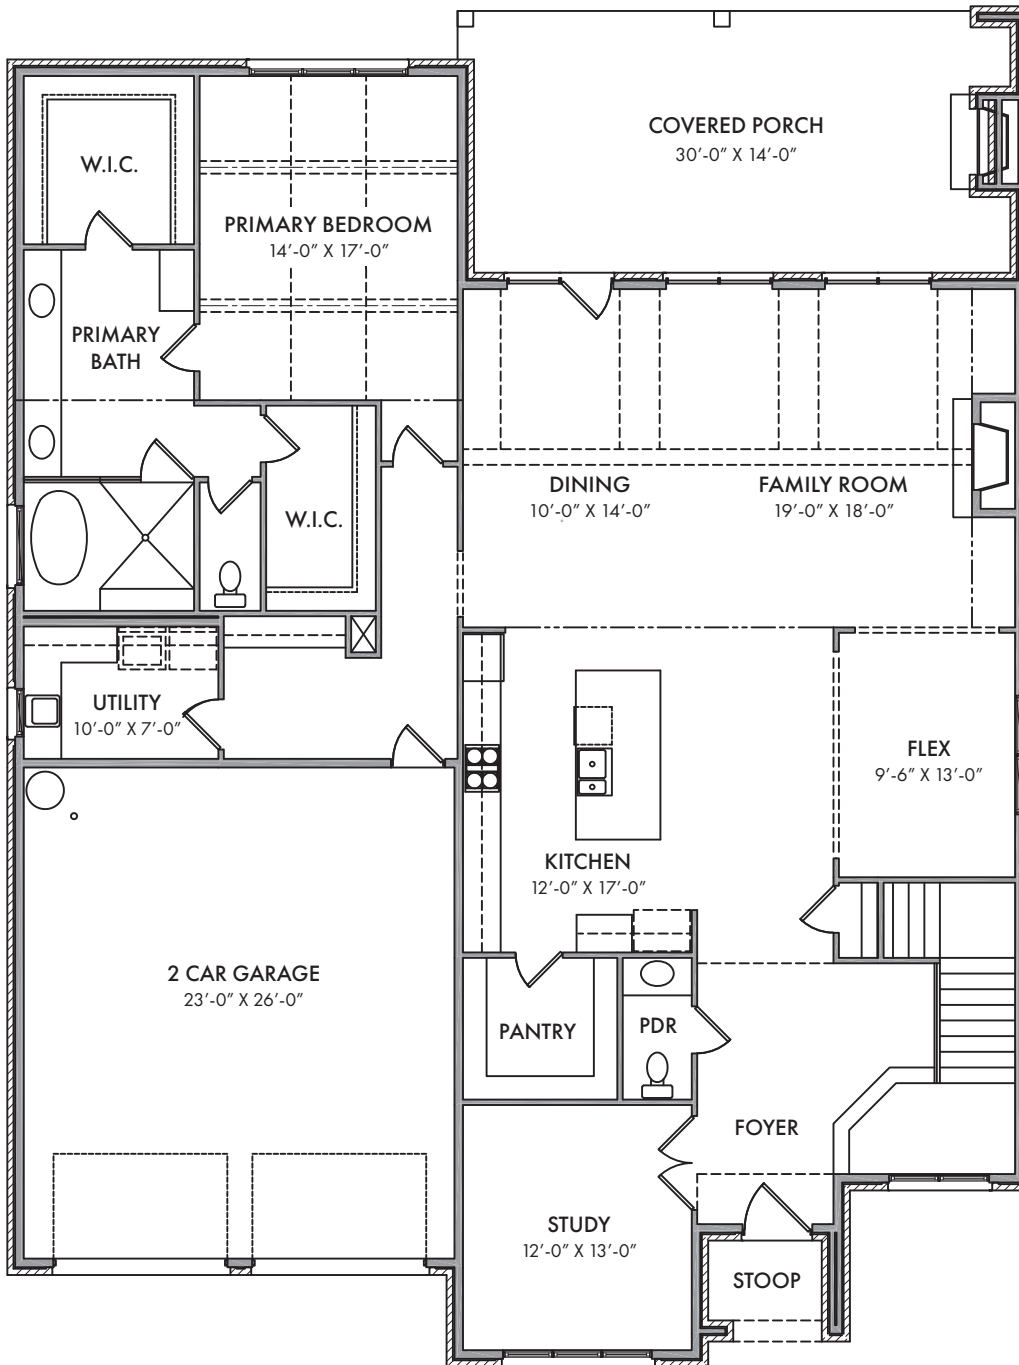 COVERED PORCH
30'-0" X 14'-0"
W.I.C.
PRIMARY BEDROOM
14'-0" X 17'-0"
PRIMARY
BATH
DINING
10'-0" X 14'-0"
FAMILY ROOM
19'-0" X 18'-0"
W.I.C.
UTILITY
10'-0" X 7'-0"
FLEX
9'-6" X 13'-0"
KITCHEN
12'-0" X 17'-0"
2 CAR GARAGE
23'-0" X 26'-0"
PANTRY
PDR
FOYER
STUDY
12'-0" X 13'-0"
STOOP